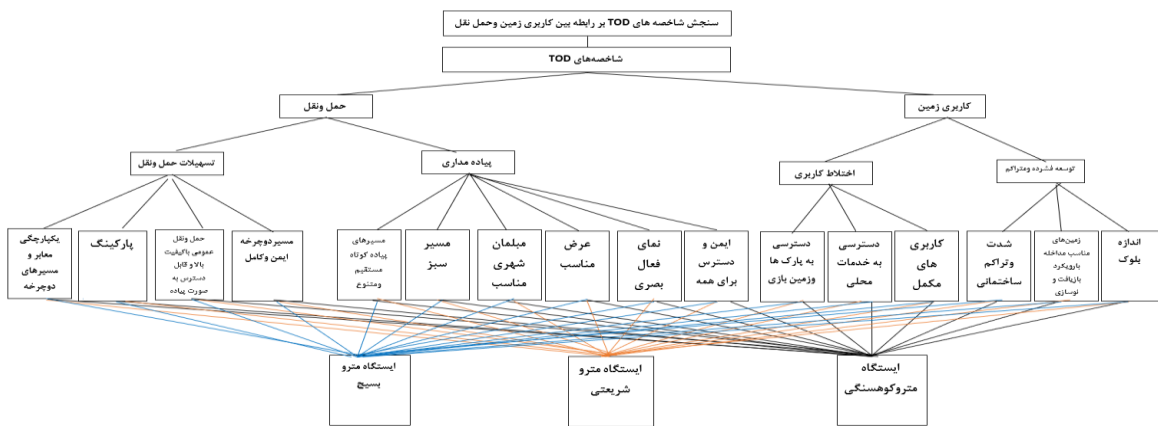 سنجش شاخصه های TOD بر رابطه بین کاربری زمین وحمل نقل
شاخصه‌های TOD
کاربری زمین
حمل ونقل
توسعه فشرده ومتراکم
اختلاط کاربری
پیاده مداری
تسهیلات حمل ونقل
اندازه
بلوک
زمین‌های
مناسب مداخله
بارویکرد
بازیافت و
نوسازی
شدت
وتراکم
ساختمانی
کاربری
های
مکمل
دسترسی
به خدمات
محلی
دسترسی
به پارک ها
وزمین بازی
ایمن و
دسترس
برای همه
نمای
فعال
بصری
عرض
مناسب
مبلمان
شهری
مناسب
مسیر
سبز
مسیرهای
پیاده کوتاه
مستقیم
ومتنوع
مسیردوچرخه
ایمن وکامل
حمل ونقل
عمومی باکیفیت
بالا و قابل
دسترس به
صورت پیاده
پارکینگ
یکپارچگی
معابر و
مسیرهای
دوچرخه
ایستگاه
متروکوهسنگی
ایستگاه مترو
شریعتی
ایستگاه مترو
بسیج